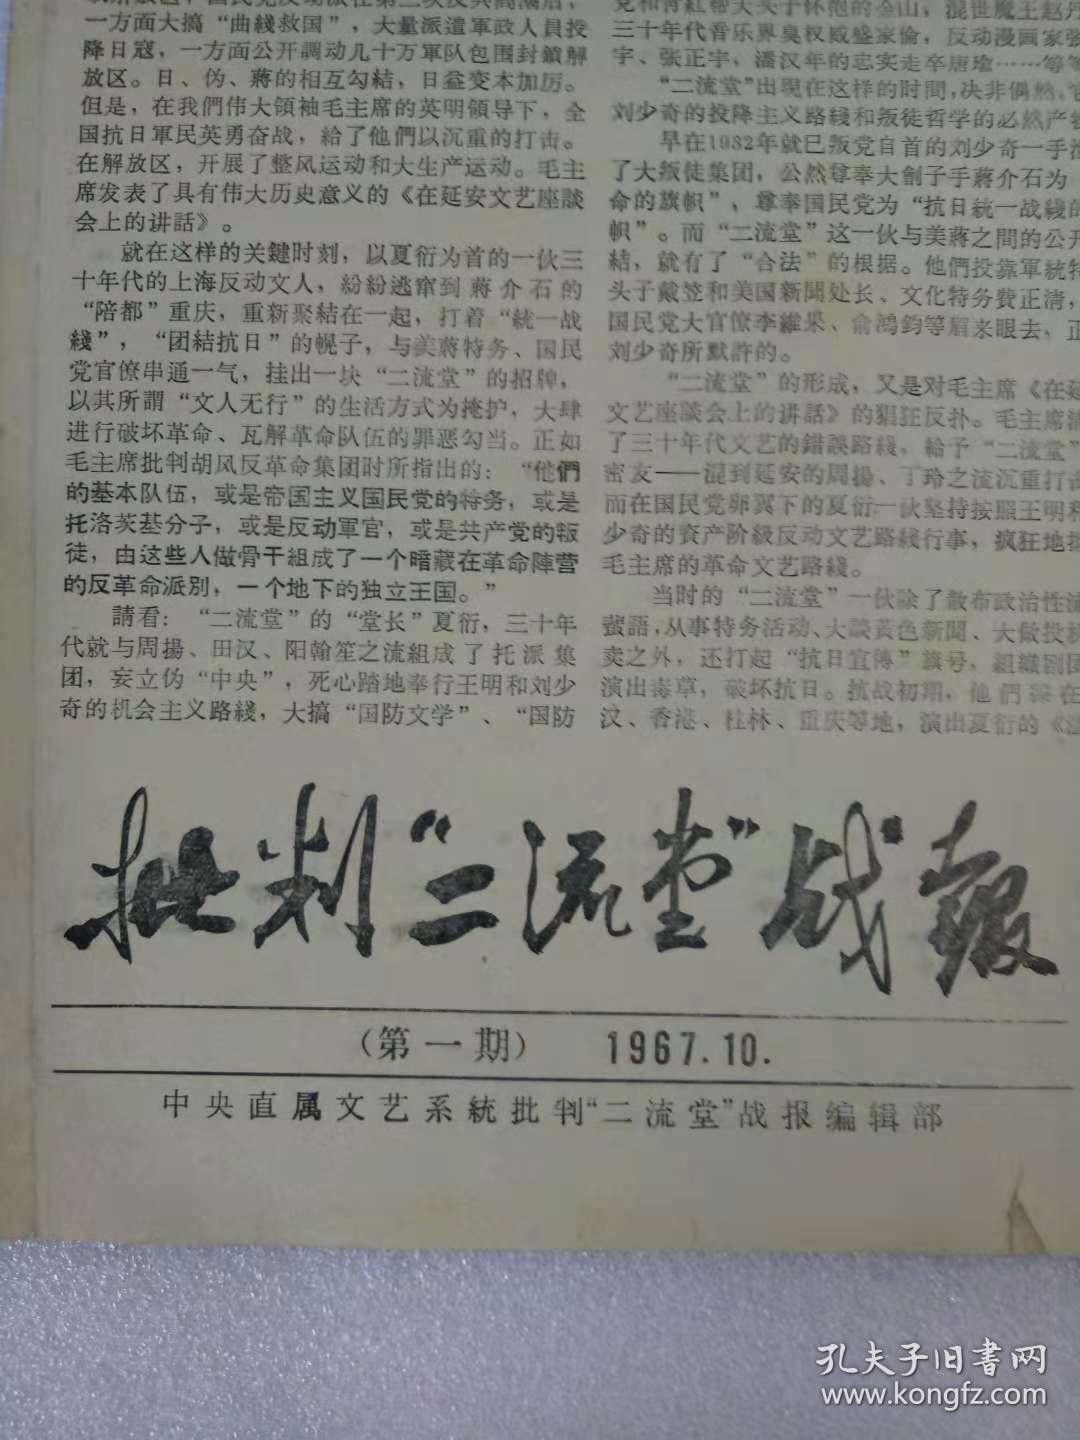 一方面大搞“曲綫救国”，大量派遣軍政人員投
降日寇，一方面公开調动几十万軍队包围封鎖解
放区。日、伪、蔣的相互勾結，日益变本加厉。
但是，在我們伟大領袖毛主席的英明領导下，全
国抗日軍民英勇奋战，給了他們以沉重的打击。
在解放区，开展了整风运动和大生产运动。毛主
席发表了具有伟大历史意义的《在延安文艺座談
会上的讲話》。
就在这样的关鍵时刻，以夏衍为首的一伙三
十年代的上海反动文人，紛紛逃窜到蔣介石的
“陪都”重庆，重新聚結在一起，打着“統一战
綫”，“团結抗日”的幌子，与美蔣特务、国民
党官僚串通一气，挂出一块“二流堂”的招牌，
以其所謂“文人无行”的生活方式为掩护，大肆
进行破坏革命、瓦解革命队伍的罪恶勾当。正如
毛主席批判胡风反革命集团时所指出的：“他們
的基本队伍，或是帝国主义国民党的特务，或是
托洛茨基分子，或是反动軍官，或是共产党的叛
徒，由这些人做骨干組成了一个暗藏在革命陣营
的反革命派別，一个地下的独立王国。”
請看：“二流堂”的“堂长”夏衍，三十年
代就与周揚、田汉、阳翰笙之流組成了托派集
团，妄立伪“中央”，死心踏地奉行王明和刘少
奇的机会主义路綫，大搞“国防文学”、“国防
三十年代音乐界臭权威盛家倫，反动漫画家张
宇、张正宇，潘汉年的忠实走卒唐瑜……等等
“二流堂”出現在这样的时間，决非偶然，它
刘少奇的投降主义路綫和叛徒哲学的必然产物
早在1932年就已叛党自首的刘少奇一手
了大叛徒集团，公然尊奉大劊子手蔣介石为
命的旗帜”，尊奉国民党为“抗日統一战綫的
帜”。而“二流堂”这一伙与美蔣之間的公开
結，就有了“合法”的根据。他們投靠軍統特
头子戴笠和美国新聞处长、文化特务費正清，
国民党大官僚李維果、俞鴻鈞等眉来眼去，正
刘少奇所默許的。
“二流堂”的形成，又是对毛主席《在延
文艺座談会上的讲話》的猖狂反扑。毛主席
了三十年代文艺的錯誤路綫，給予“二流堂”
密友——混到延安的周揚、丁玲之流沉重打击
而在国民党卵翼下的夏衍一伙坚持按照王明和
少奇的資产阶級反动文艺路綫行事，疯狂地
毛主席的革命文艺路綫。
当时的“二流堂”一伙除了散布政治性流
蜚語，从事特务活动、大談黄色新聞、大做投机
卖之外，还打起“抗日宣传”旗号，組織剧团
演出毒草，破坏抗日。抗战初期，他們
汉、香港、桂林、重庆等地，演出夏衍的《
批判“二流堂”战报
（第一期） 1967.10.
中央直属文艺系統批判“二流堂”战报编辑部
孔夫子旧書网
www.kongfz.com